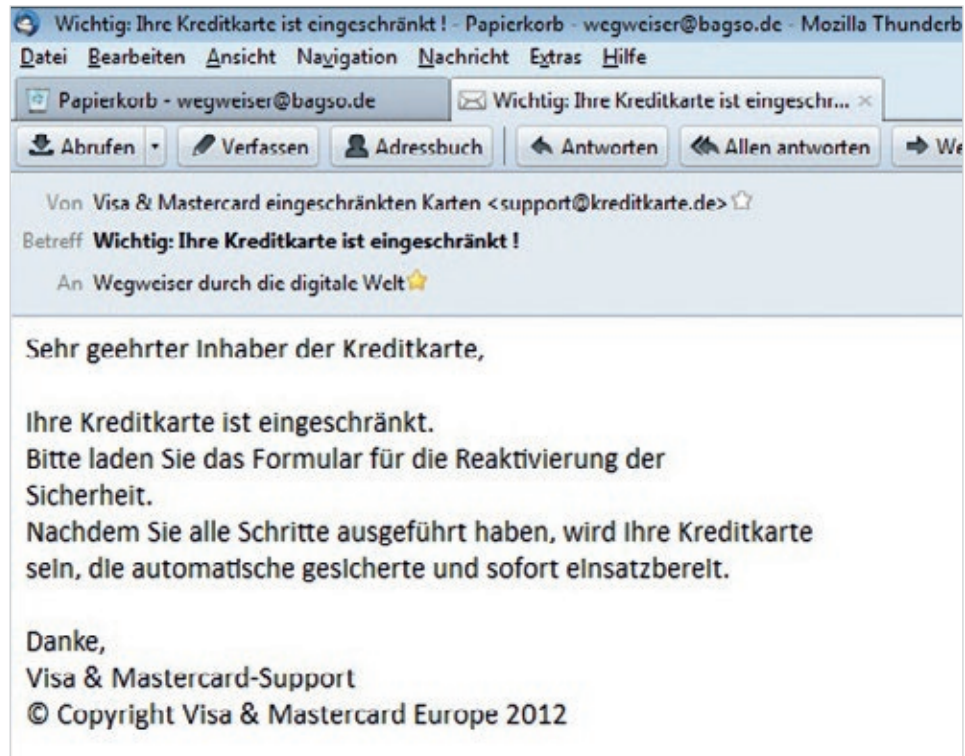 Wichtig: Ihre Kreditkarte ist eingeschränkt ! - Papierkorb - wegweiser@bagso.de - Mozilla Thunderb
Datei Bearbeiten Ansicht Navigation Nachricht Extras Hilfe
Papierkorb - wegweiser@bagso.de Wichtig: Ihre Kreditkarte ist eingeschr...
Abrufen Verfassen Adressbuch Antworten Allen antworten We
Von Visa & Mastercard eingeschränkten Karten <support@kreditkarte.de>
Betreff Wichtig: Ihre Kreditkarte ist eingeschränkt !
An Wegweiser durch die digitale Welt
Sehr geehrter Inhaber der Kreditkarte,
Ihre Kreditkarte ist eingeschränkt.
Bitte laden Sie das Formular für die Reaktivierung der
Sicherheit.
Nachdem Sie alle Schritte ausgeführt haben, wird Ihre Kreditkarte
sein, die automatische gesicherte und sofort einsatzbereit.
Danke,
Visa & Mastercard-Support
© Copyright Visa & Mastercard Europe 2012